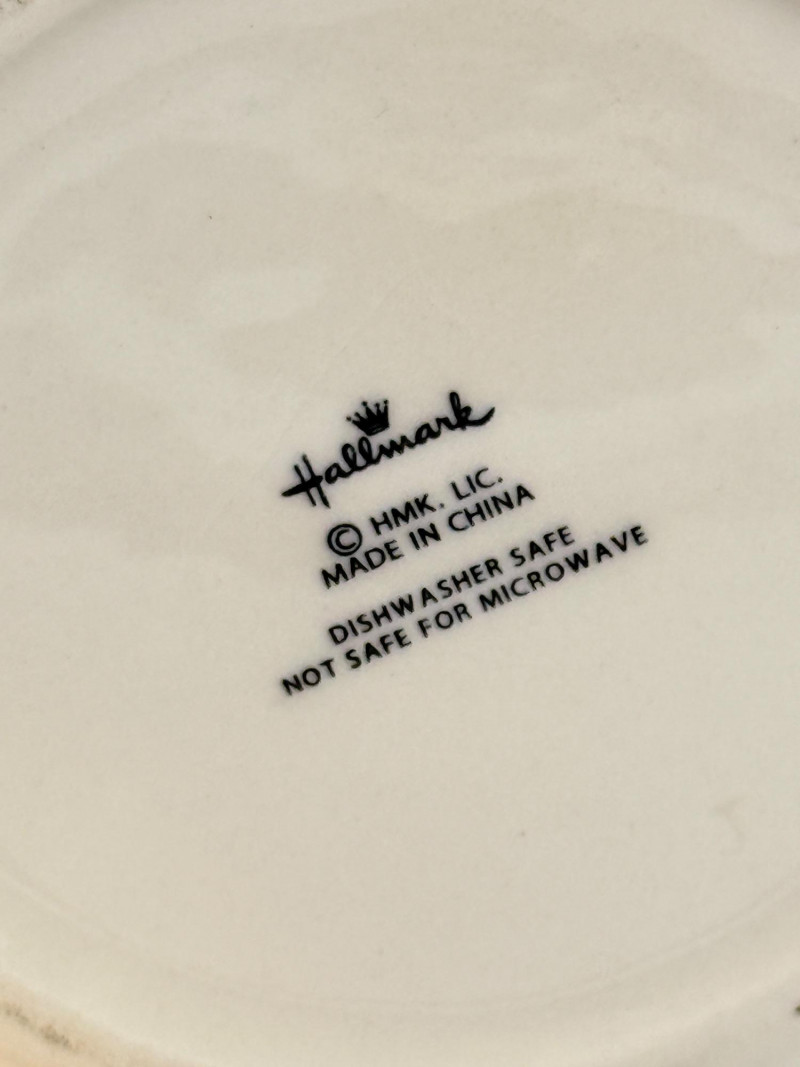 Hallmark
© HMK. LIC.
MADE IN CHINA
DISHWASHER SAFE
NOT SAFE FOR MICROWAVE